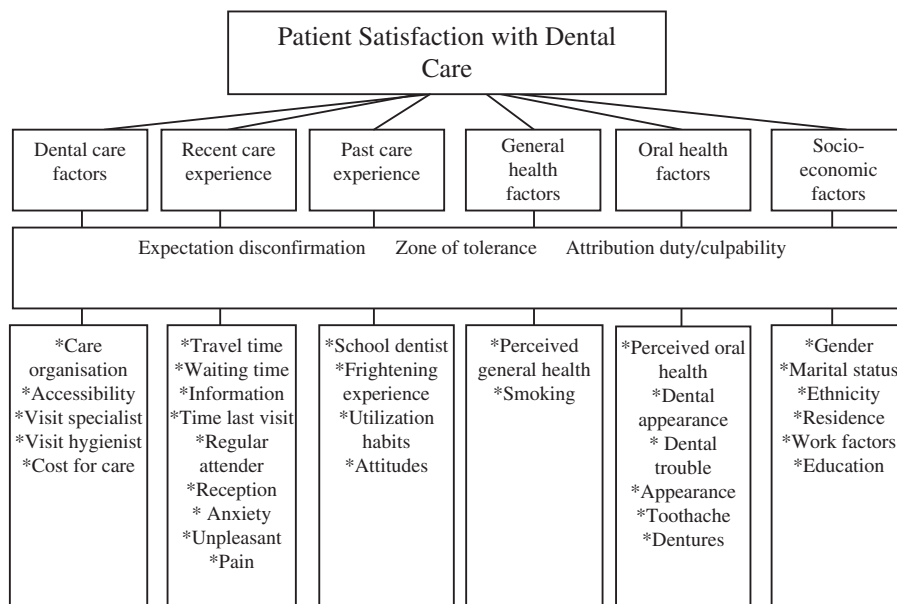 Patient Satisfaction with Dental
Care
Dental care
factors
Recent care
experience
Past care
experience
General
health
factors
Oral health
factors
Socio-
economic
factors
Expectation disconfirmation Zone of tolerance Attribution duty/culpability
*Care
organisation
*Accessibility
*Visit specialist
*Visit hygienist
*Cost for care
*Travel time
*Waiting time
*Information
*Time last visit
*Regular
attender
*Reception
* Anxiety
*Unpleasant
*Pain
*School dentist
*Frightening
experience
*Utilization
habits
*Attitudes
*Perceived
general health
*Smoking
*Perceived oral
health
*Dental
appearance
* Dental
trouble
*Appearance
*Toothache
*Dentures
*Gender
*Marital status
*Ethnicity
*Residence
*Work factors
*Education